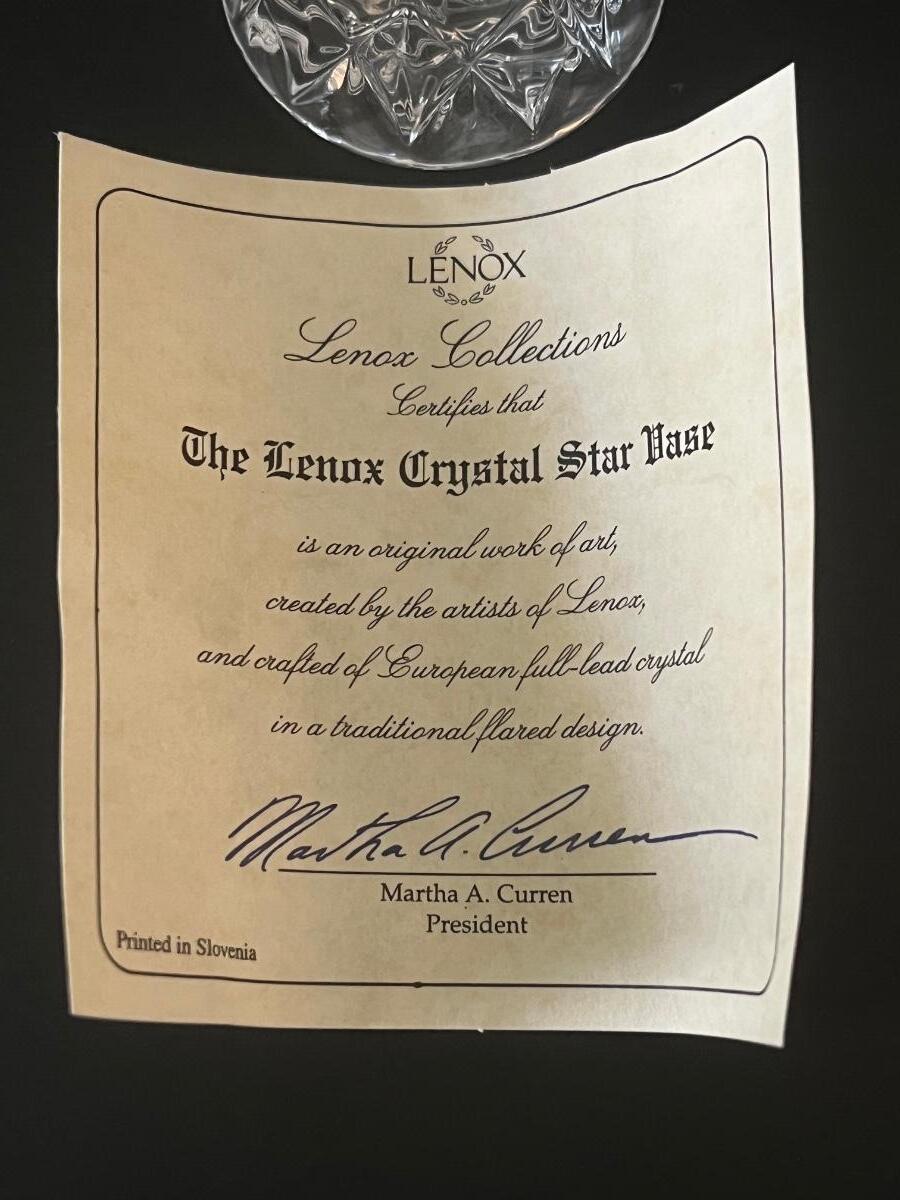 LENOX
Lenox Collections
Certifies that
The Lenox Crystal Star Vase
is an original work of art,
created by the artists of Lenox,
and crafted of European full-lead crystal
in a traditional flared design.
Martha A. Curren
Martha A. Curren
President
Printed in Slovenia